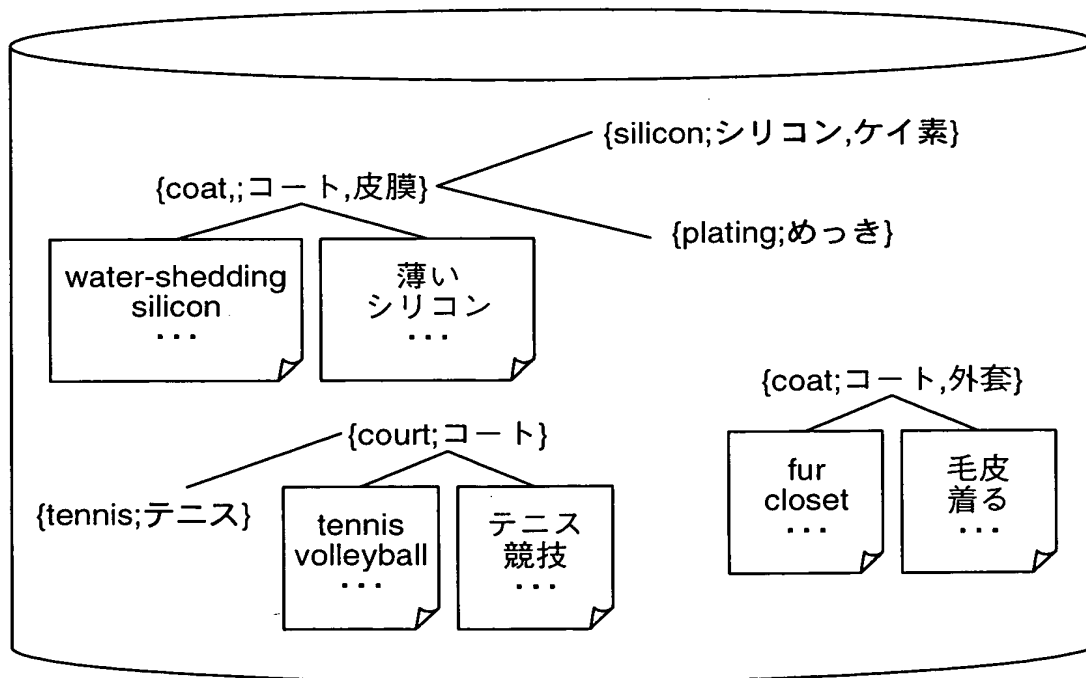 {silicon;シリコン,ケイ素}
{coat,;コート,皮膜}
{plating;めっき}
water-shedding
silicon
･･･
薄い
シリコン
･･･
{coat;コート,外套}
{court;コート}
fur
closet
･･･
毛皮
着る
･･･
{tennis;テニス}
tennis
volleyball
･･･
テニス
競技
･･･